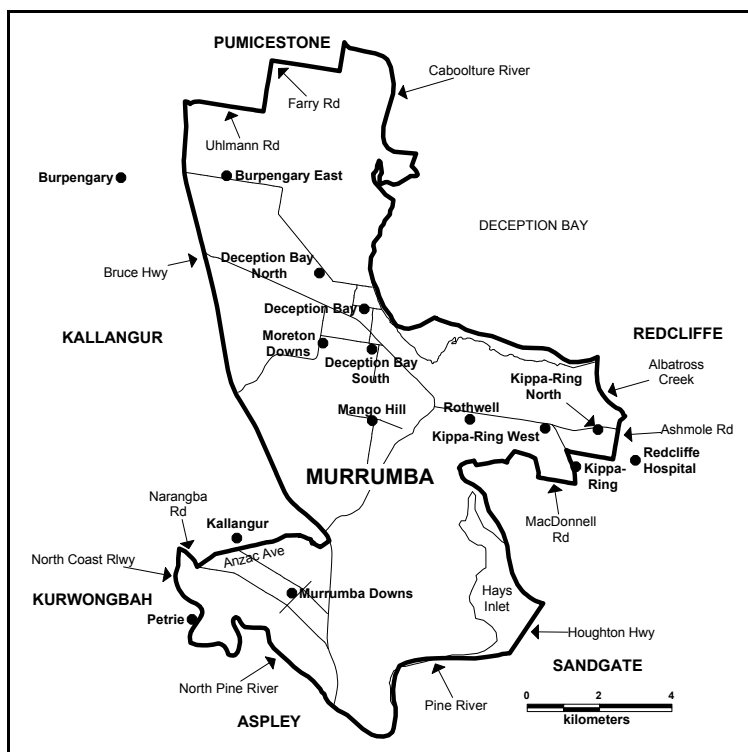 PUMICESTONE
Caboolture River
Farry Rd
Uhlmann Rd
Burpengary
Burpengary East
DECEPTION BAY
Deception Bay
North
Bruce Hwy
Deception Bay
KALLANGUR
Moreton
Downs
Deception Bay
South
REDCLIFFE
Albatross
Creek
Kippa-Ring
North
Mango Hill
Rothwell
Kippa-Ring West
Ashmole Rd
Redcliffe
Hospital
Kippa-
Ring
MURRUMBA
MacDonnell
Rd
Narangba
Rd
Kallangur
North Coast Rlwy
Anzac Ave
KURWONGBAH
Murrumba Downs
Hays
Inlet
Petrie
Houghton Hwy
SANDGATE
North Pine River
Pine River
ASPLEY
0 2 4
kilometers